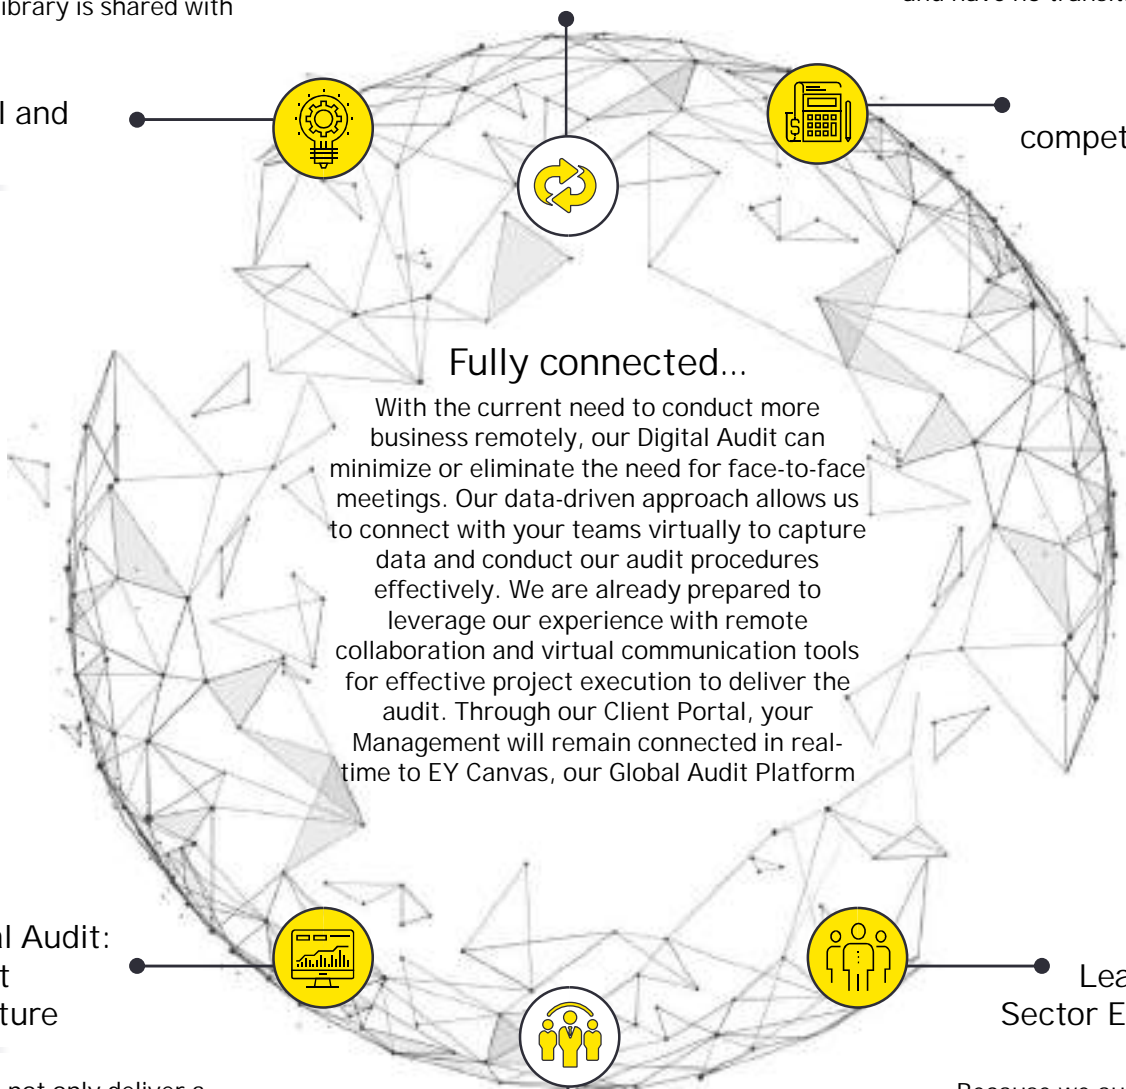 ibrary is shared with
l and
compet
Fully connected...
With the current need to conduct more
business remotely, our Digital Audit can
minimize or eliminate the need for face-to-face
meetings. Our data-driven approach allows us
to connect with your teams virtually to capture
data and conduct our audit procedures
effectively. We are already prepared to
leverage our experience with remote
collaboration and virtual communication tools
for effective project execution to deliver the
audit. Through our Client Portal, your
Management will remain connected in real-
time to EY Canvas, our Global Audit Platform
l Audit:
t
ture
Lea
Sector E